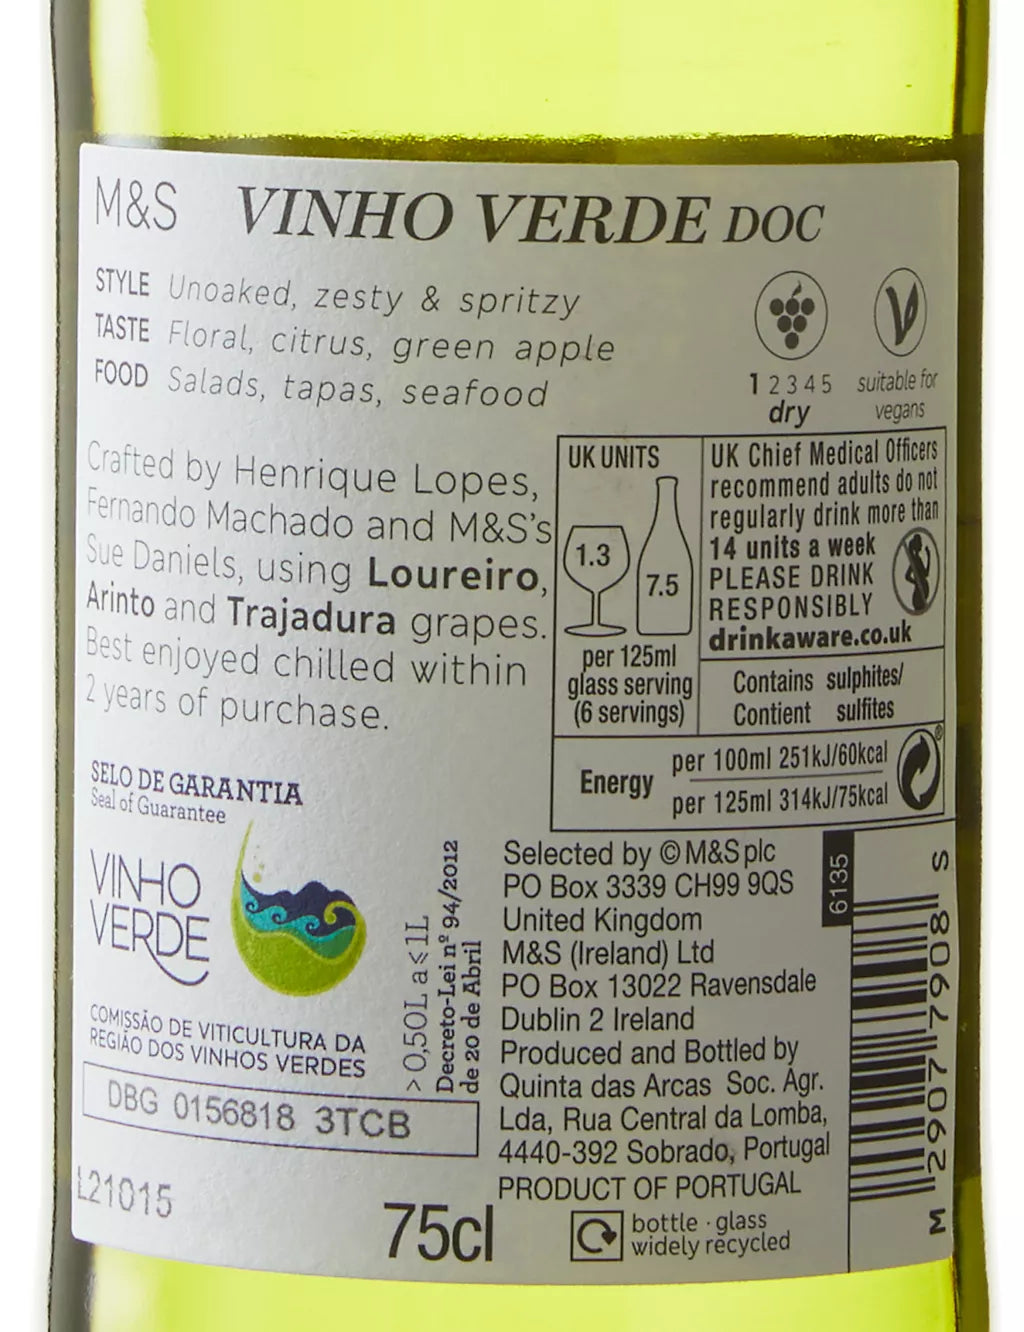 M&S VINHO VERDE DOC
STYLE Unoaked, zesty & spritzy
TASTE Floral, citrus, green apple
FOOD Salads, tapas, seafood
1 2 3 4 5
dry
suitable for
vegans
Crafted by Henrique Lopes,
Fernando Machado and M&S's
Sue Daniels, using Loureiro,
Arinto and Trajadura grapes.
Best enjoyed chilled within
2 years of purchase.
UK UNITS
1.3
7.5
per 125ml
glass serving
(6 servings)
UK Chief Medical Officers
recommend adults do not
regularly drink more than
14 units a week
PLEASE DRINK
RESPONSIBLY
drinkaware.co.uk
Contains sulphites/
Contient sulfites
Energy
per 100ml 251kJ/60kcal
per 125ml 314kJ/75kcal
SELO DE GARANTIA
Seal of Guarantee
VINHO
VERDE
COMISSÃO DE VITICULTURA DA
REGIÃO DOS VINHOS VERDES
> 0,50L a ≤ 1L
Decreto-Lei nº 94/2012
de 20 de Abril
DBG 0156818 3TCB
L21015
75cl
Selected by © M&S plc
PO Box 3339 CH99 9QS
United Kingdom
M&S (Ireland) Ltd
PO Box 13022 Ravensdale
Dublin 2 Ireland
Produced and Bottled by
Quinta das Arcas Soc. Agr.
Lda, Rua Central da Lomba,
4440-392 Sobrado, Portugal
PRODUCT OF PORTUGAL
bottle · glass
widely recycled
6135
M 29077908 S